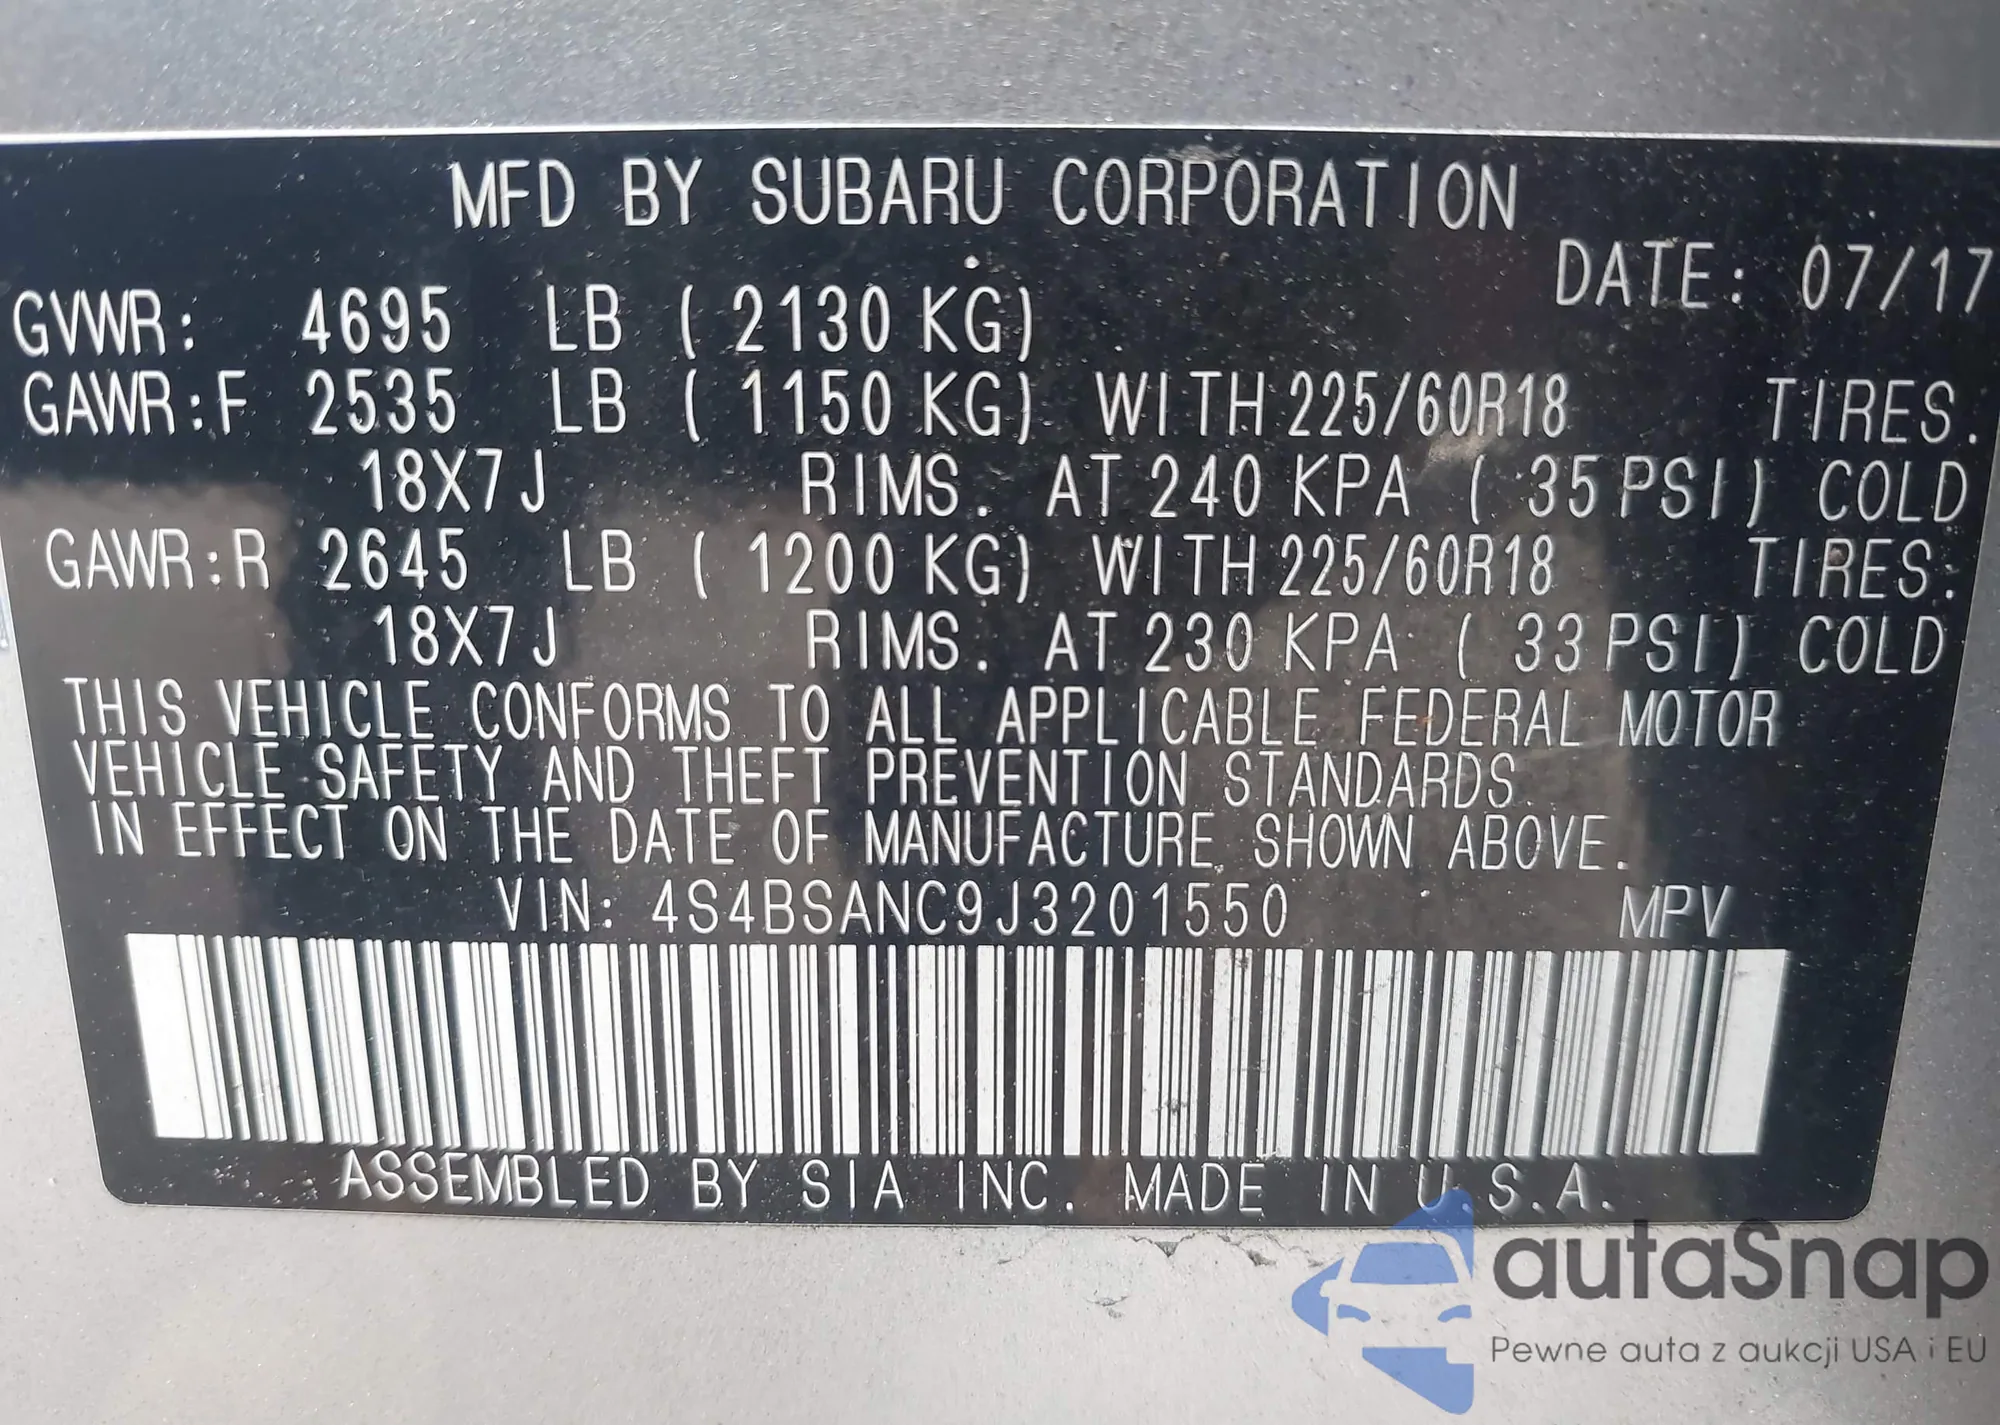 MFD BY SUBARU CORPORATION
DATE: 07/17
GVWR: 4695 LB ( 2130 KG)
GAWR:F 2535 LB ( 1150 KG) WITH 225/60R18 TIRES.
18X7J RIMS. AT 240 KPA ( 35 PSI) COLD
GAWR:R 2645 LB ( 1200 KG) WITH 225/60R18 TIRES.
18X7J RIMS. AT 230 KPA ( 33 PSI) COLD
THIS VEHICLE CONFORMS TO ALL APPLICABLE FEDERAL MOTOR
VEHICLE SAFETY AND THEFT PREVENTION STANDARDS
IN EFFECT ON THE DATE OF MANUFACTURE SHOWN ABOVE.
VIN: 4S4BSANC9J3201550 MPV
ASSEMBLED BY SIA INC. MADE IN U.S.A.
autaSnap
Pewne auta z aukcji USA i EU